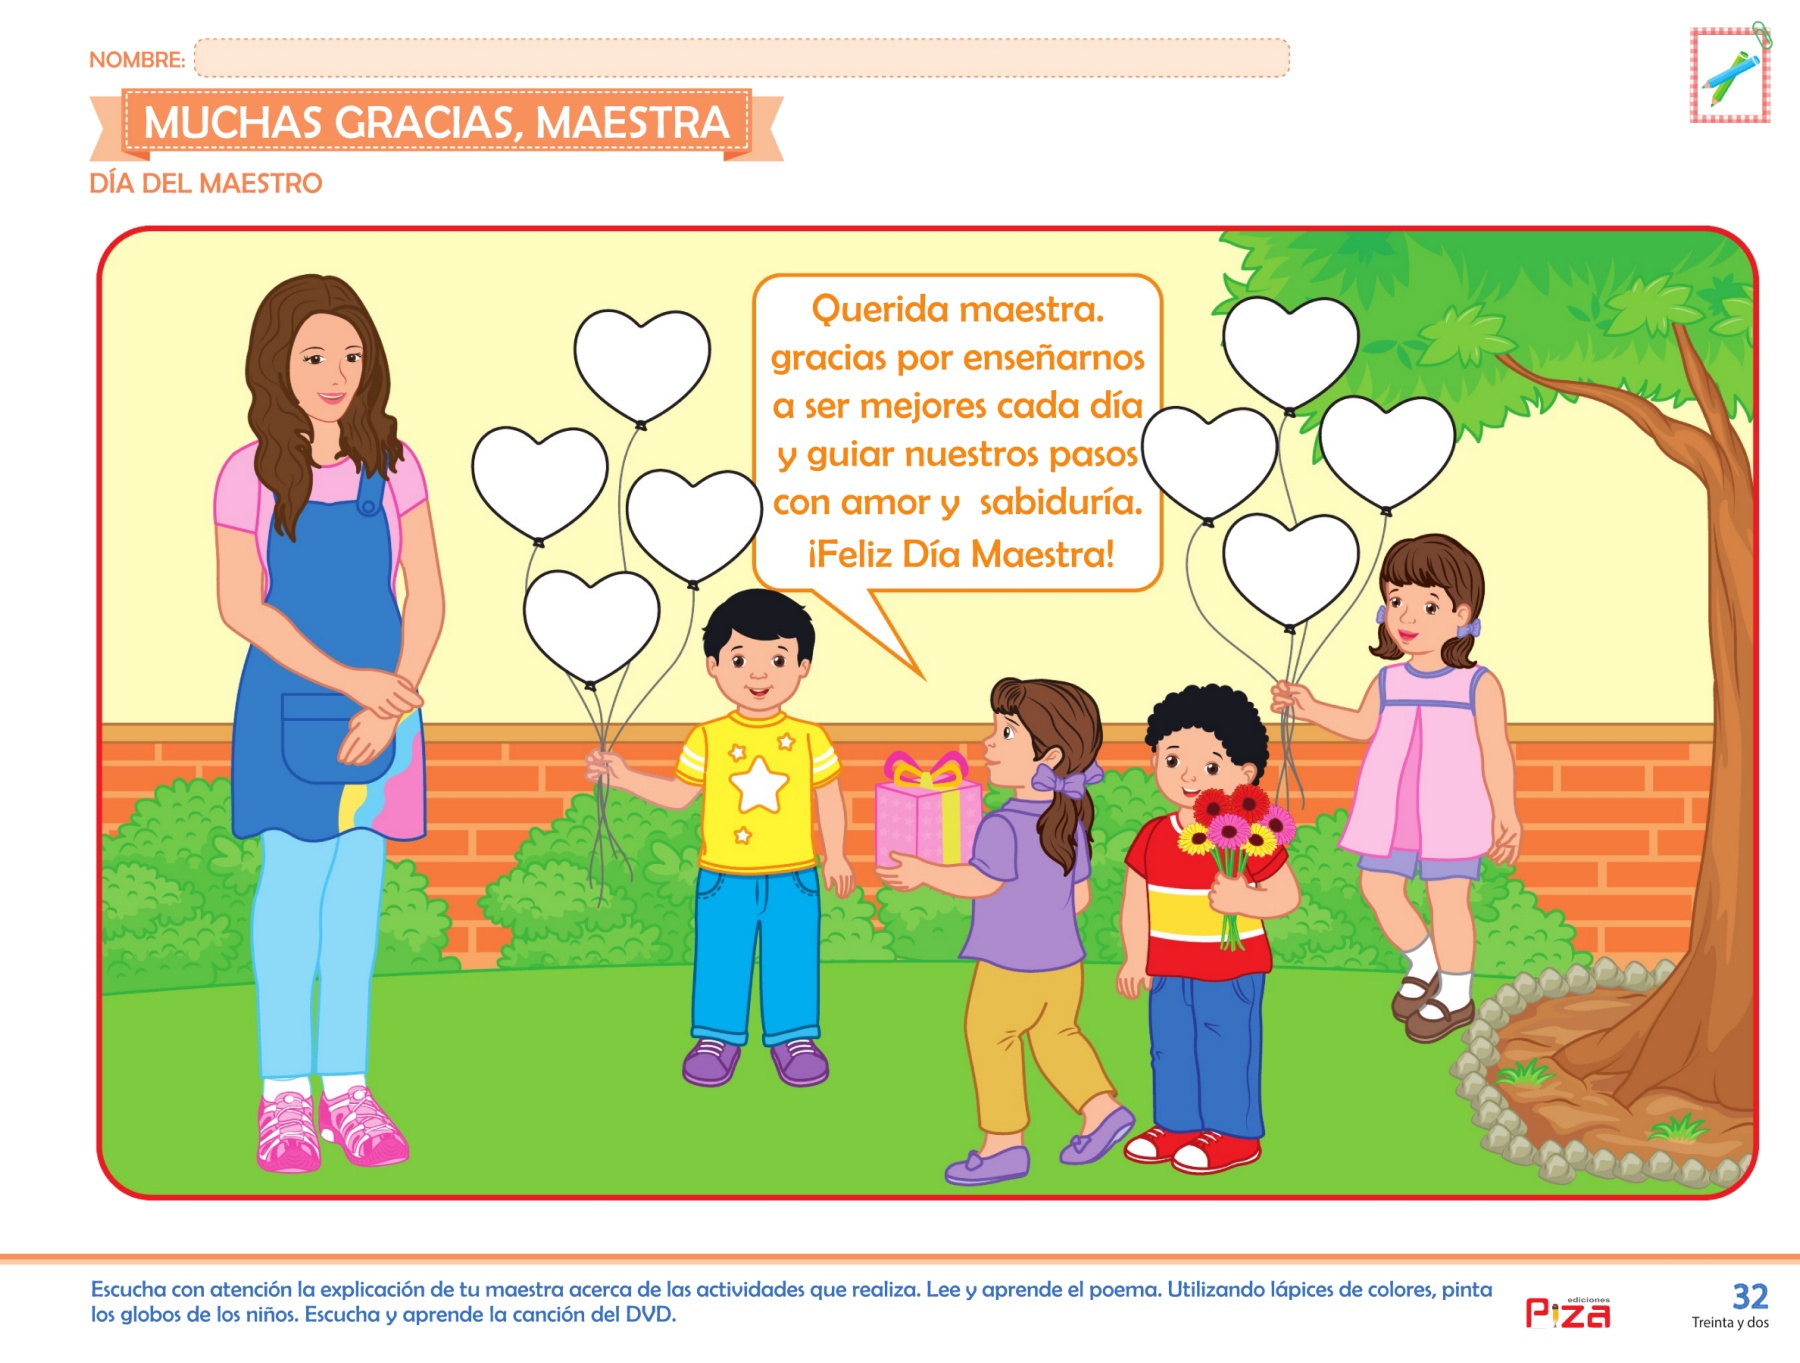 NOMBRE:
MUCHAS GRACIAS, MAESTRA
DÍA DEL MAESTRO
Querida maestra.
gracias por enseñarnos
a ser mejores cada día
y guiar nuestros pasos
con amor y sabiduría.
¡Feliz Día Maestra!
Escucha con atención la explicación de tu maestra acerca de las actividades que realiza. Lee y aprende el poema. Utilizando lápices de colores, pinta
los globos de los niños. Escucha y aprende la canción del DVD.
ediciones
Piza
32
Treinta y dos